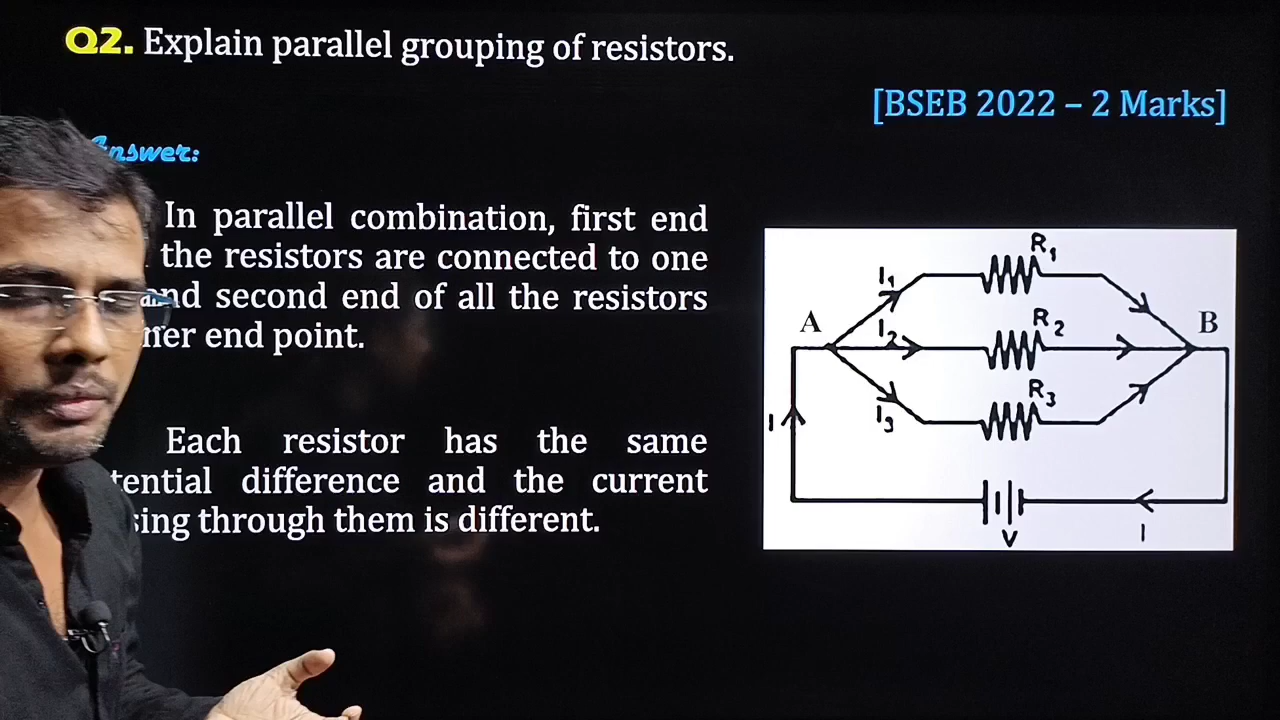 Q2. Explain parallel grouping of resistors.
[BSEB 2022 – 2 Marks]
Answer:
In parallel combination, first end
the resistors are connected to one
and second end of all the resistors
end point.
Each resistor has the same
difference and the current
through them is different.
R₁
I₁
A
I₂
R₂
B
I₃
R₃
I
V
I